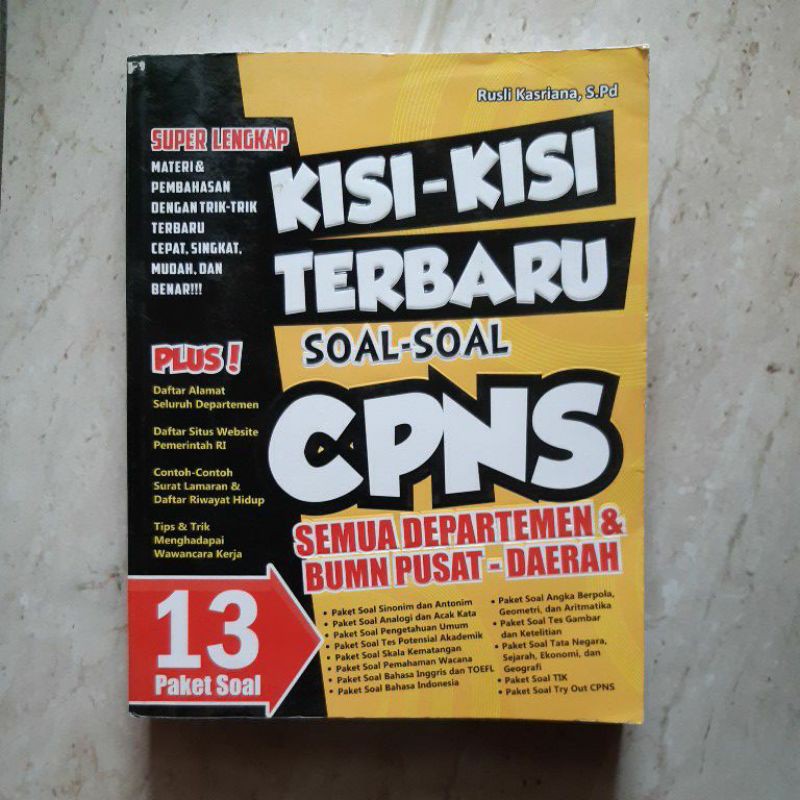 Rusli Kasriana, S.Pd
SUPER LENGKAP
MATERI &
PEMBAHASAN
DENGAN TRIK-TRIK
TERBARU
CEPAT, SINGKAT,
MUDAH, DAN
BENAR!!!
KISI-KISI
TERBARU
SOAL-SOAL
CPNS
SEMUA DEPARTEMEN &
BUMN PUSAT - DAERAH
PLUS!
Daftar Alamat
Seluruh Departemen
Daftar Situs Website
Pemerintah RI
Contoh-Contoh
Surat Lamaran &
Daftar Riwayat Hidup
Tips & Trik
Menghadapai
Wawancara Kerja
13
Paket Soal
• Paket Soal Sinonim dan Antonim
• Paket Soal Analogi dan Acak Kata
• Paket Soal Pengetahuan Umum
• Paket Soal Tes Potensial Akademik
• Paket Soal Skala Kematangan
• Paket Soal Pemahaman Wacana
• Paket Soal Bahasa Inggris dan TOEFL
• Paket Soal Bahasa Indonesia
• Paket Soal Angka Berpola,
Geometri, dan Aritmatika
• Paket Soal Tes Gambar
dan Ketelitian
• Paket Soal Tata Negara,
Sejarah, Ekonomi, dan
Geografi
• Paket Soal TIK
• Paket Soal Try Out CPNS